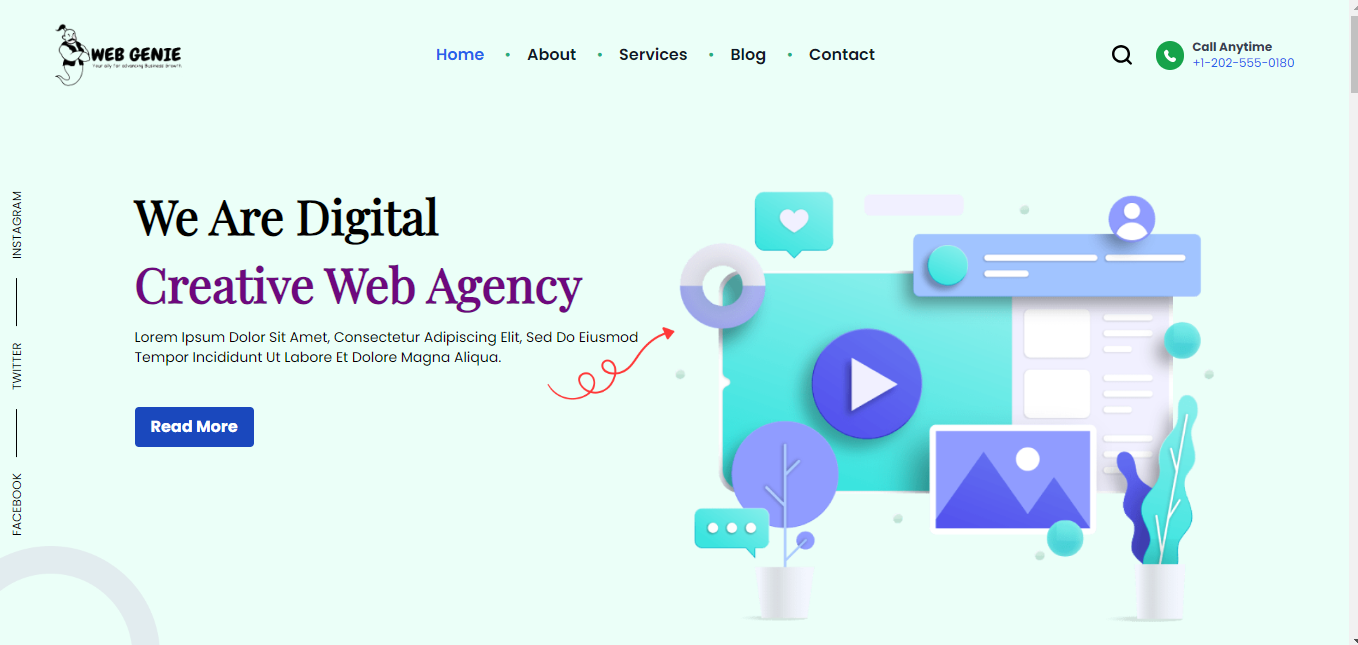 WEB GENIE
Your ally for advancing Business Growth
Home • About • Services • Blog • Contact
Call Anytime
+1-202-555-0180
INSTAGRAM
TWITTER
FACEBOOK
We Are Digital
Creative Web Agency
Lorem Ipsum Dolor Sit Amet, Consectetur Adipiscing Elit, Sed Do Eiusmod
Tempor Incididunt Ut Labore Et Dolore Magna Aliqua.
Read More